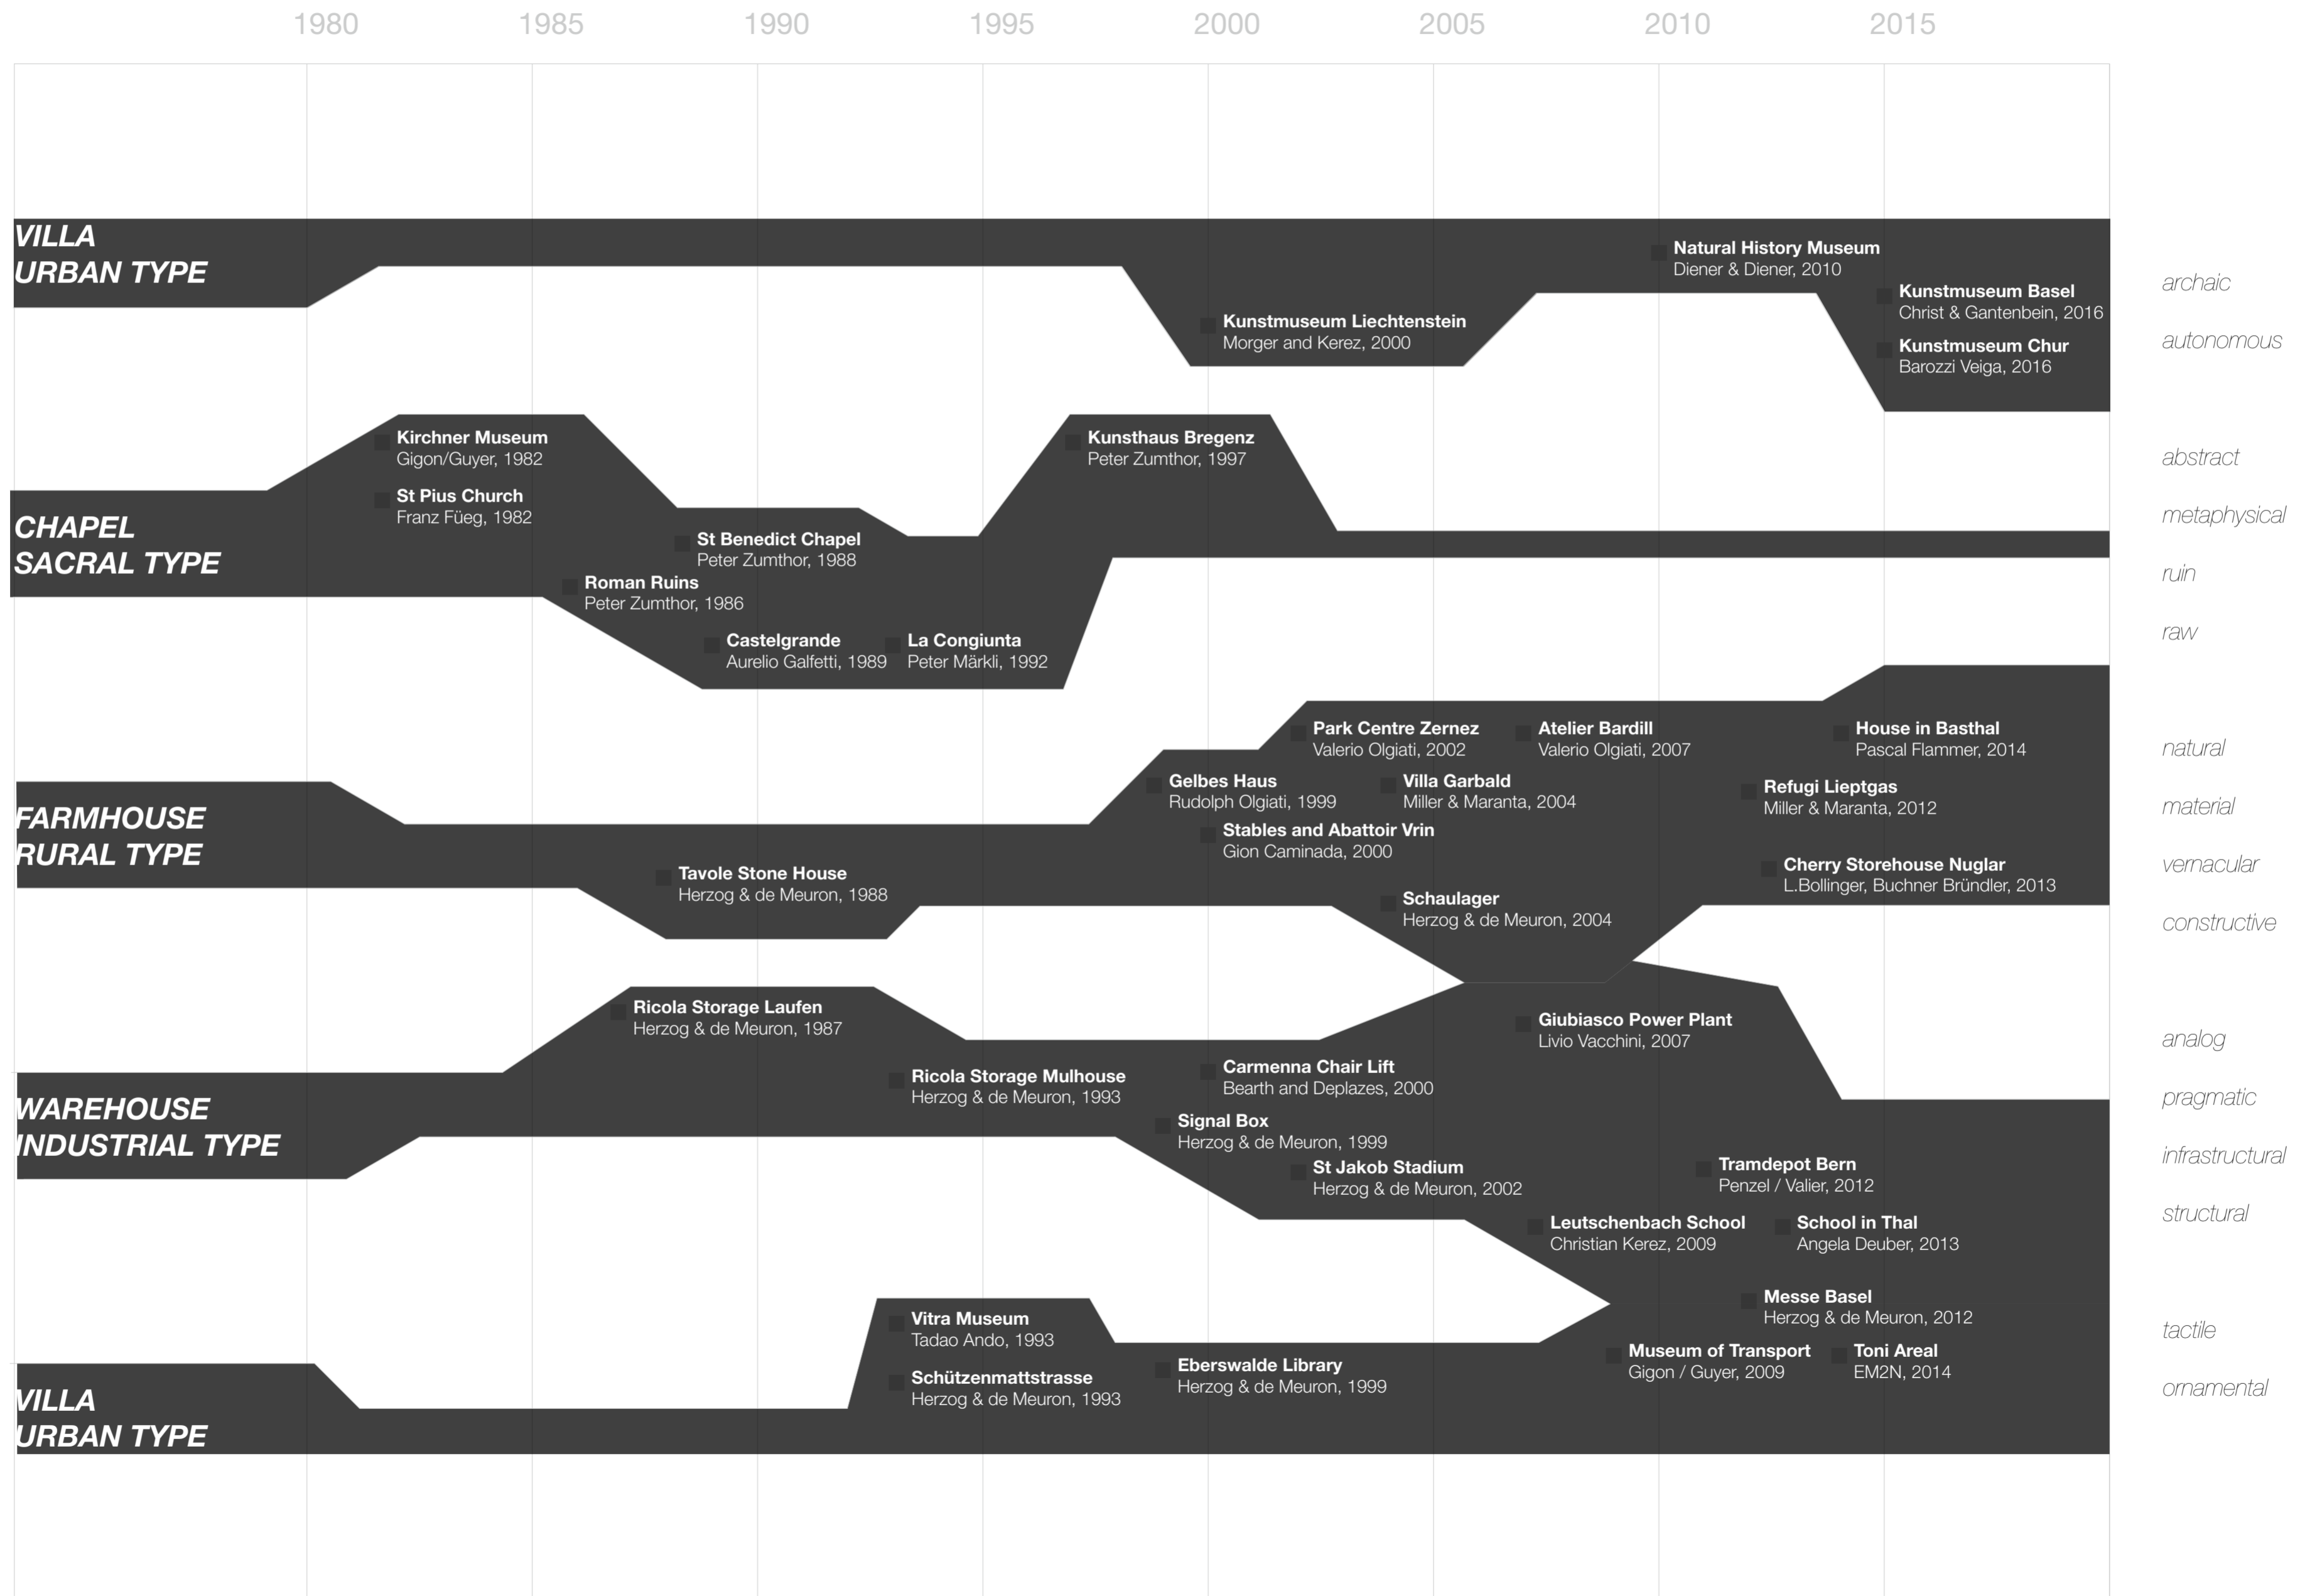 1980 1985 1990 1995 2000 2005 2010 2015
VILLA
URBAN TYPE
Natural History Museum
Diener & Diener, 2010
Kunstmuseum Basel
Christ & Gantenbein, 2016
Kunstmuseum Liechtenstein
Morger and Kerez, 2000
Kunstmuseum Chur
Barozzi Veiga, 2016
archaic
autonomous
CHAPEL
SACRAL TYPE
Kirchner Museum
Gigon/Guyer, 1982
St Pius Church
Franz Füeg, 1982
St Benedict Chapel
Peter Zumthor, 1988
Roman Ruins
Peter Zumthor, 1986
Castelgrande
Aurelio Galfetti, 1989
La Congiunta
Peter Märkli, 1992
Kunsthaus Bregenz
Peter Zumthor, 1997
abstract
metaphysical
ruin
raw
FARMHOUSE
RURAL TYPE
Tavole Stone House
Herzog & de Meuron, 1988
Gelbes Haus
Rudolph Olgiati, 1999
Stables and Abattoir Vrin
Gion Caminada, 2000
Park Centre Zernez
Valerio Olgiati, 2002
Villa Garbald
Miller & Maranta, 2004
Schaulager
Herzog & de Meuron, 2004
Atelier Bardill
Valerio Olgiati, 2007
House in Basthal
Pascal Flammer, 2014
Refugi Lieptgas
Miller & Maranta, 2012
Cherry Storehouse Nuglar
L.Bollinger, Buchner Bründler, 2013
natural
material
vernacular
constructive
WAREHOUSE
INDUSTRIAL TYPE
Ricola Storage Laufen
Herzog & de Meuron, 1987
Ricola Storage Mulhouse
Herzog & de Meuron, 1993
Carmenna Chair Lift
Bearth and Deplazes, 2000
Signal Box
Herzog & de Meuron, 1999
St Jakob Stadium
Herzog & de Meuron, 2002
Giubiasco Power Plant
Livio Vacchini, 2007
Tramdepot Bern
Penzel / Valier, 2012
Leutschenbach School
Christian Kerez, 2009
School in Thal
Angela Deuber, 2013
analog
pragmatic
infrastructural
structural
VILLA
URBAN TYPE
Vitra Museum
Tadao Ando, 1993
Schützenmattstrasse
Herzog & de Meuron, 1993
Eberswalde Library
Herzog & de Meuron, 1999
Messe Basel
Herzog & de Meuron, 2012
Museum of Transport
Gigon / Guyer, 2009
Toni Areal
EM2N, 2014
tactile
ornamental